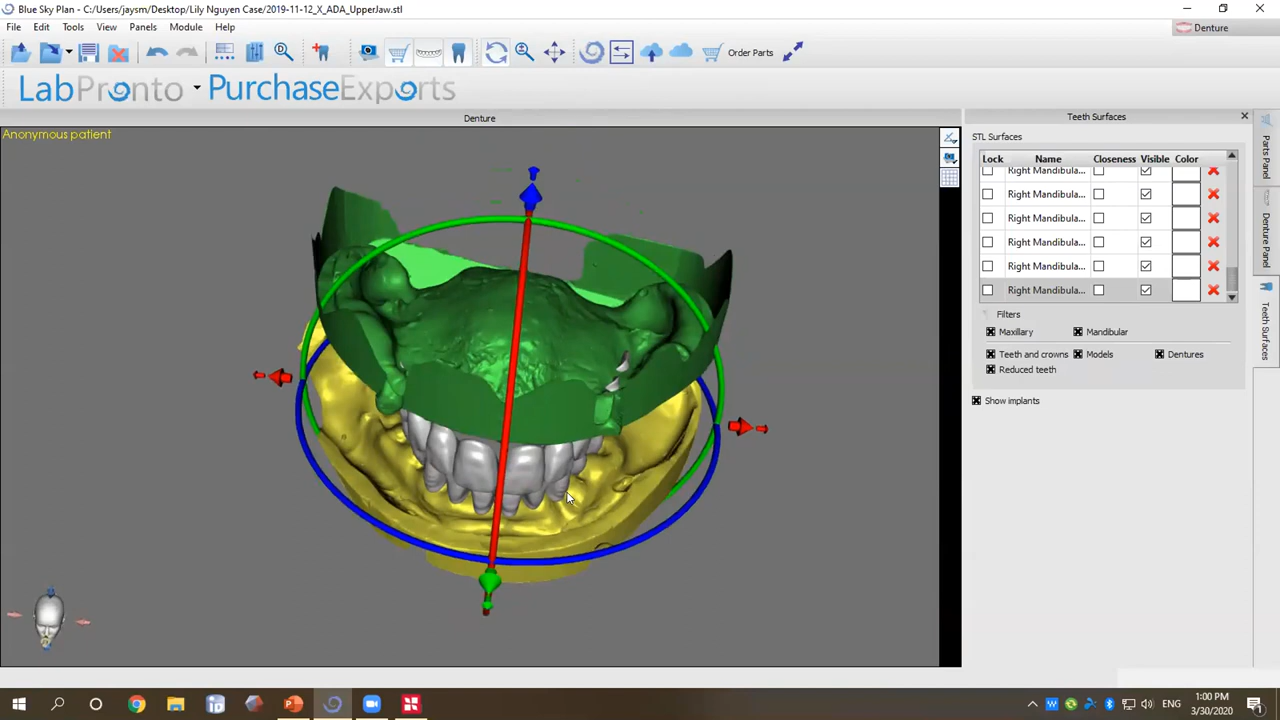 Blue Sky Plan - C:/Users/jaysm/Desktop/Lily Nguyen Case/2019-11-12_X_ADA_UpperJaw.stl
File Edit Tools View Panels Module Help
Denture
Order Parts
LabPronto PurchaseExports
Denture
Teeth Surfaces
Anonymous patient
STL Surfaces
Lock Name Closeness Visible Color
Right Mandibula...
Right Mandibula...
Right Mandibula...
Right Mandibula...
Right Mandibula...
Right Mandibula...
Filters
Maxillary Mandibular
Teeth and crowns Models Dentures
Reduced teeth
Show implants
Parts Panel
Denture Panel
Teeth Surfaces
ENG
1:00 PM
3/30/2020